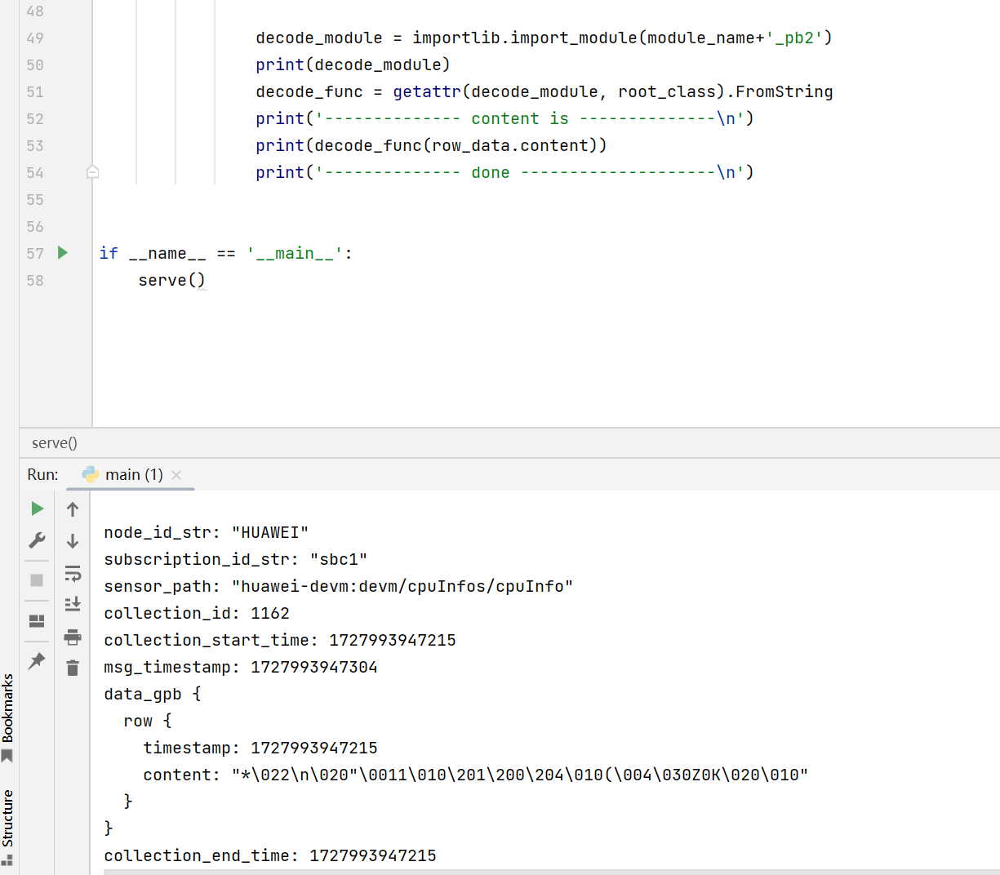 48
49 decode_module = importlib.import_module(module_name+'_pb2')
50 print(decode_module)
51 decode_func = getattr(decode_module, root_class).FromString
52 print('-------------- content is --------------\n')
53 print(decode_func(row_data.content))
54 print('-------------- done --------------------\n')
55
56
57 if __name__ == '__main__':
58 serve()
serve()
Run: main (1)
node_id_str: "HUAWEI"
subscription_id_str: "sbc1"
sensor_path: "huawei-devm:devm/cpuInfos/cpuInfo"
collection_id: 1162
collection_start_time: 1727993947215
msg_timestamp: 1727993947304
data_gpb {
row {
timestamp: 1727993947215
content: "*\022\n\020"\0011\010\201\200\204\010(\004\030Z0K\020\010"
}
}
collection_end_time: 1727993947215
Bookmarks
Structure